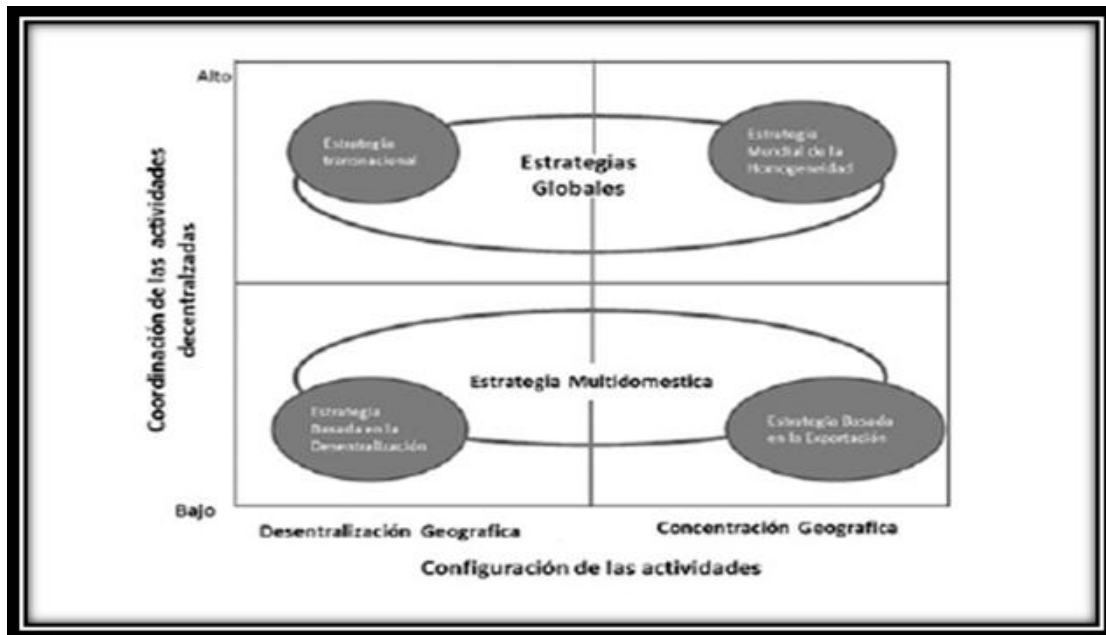 Alto
Estrategia
transnacional
Estrategias
Globales
Estrategia
Mondial de la
Homogeneidad
Coordinación de las actividades
decentralzadas
Estrategia Multidomestica
Estrategia
Basada en la
Desentralización
Estrategia Basada
en la Exportación
Bajo
Desentralización Geografica
Concentración Geografica
Configuración de las actividades